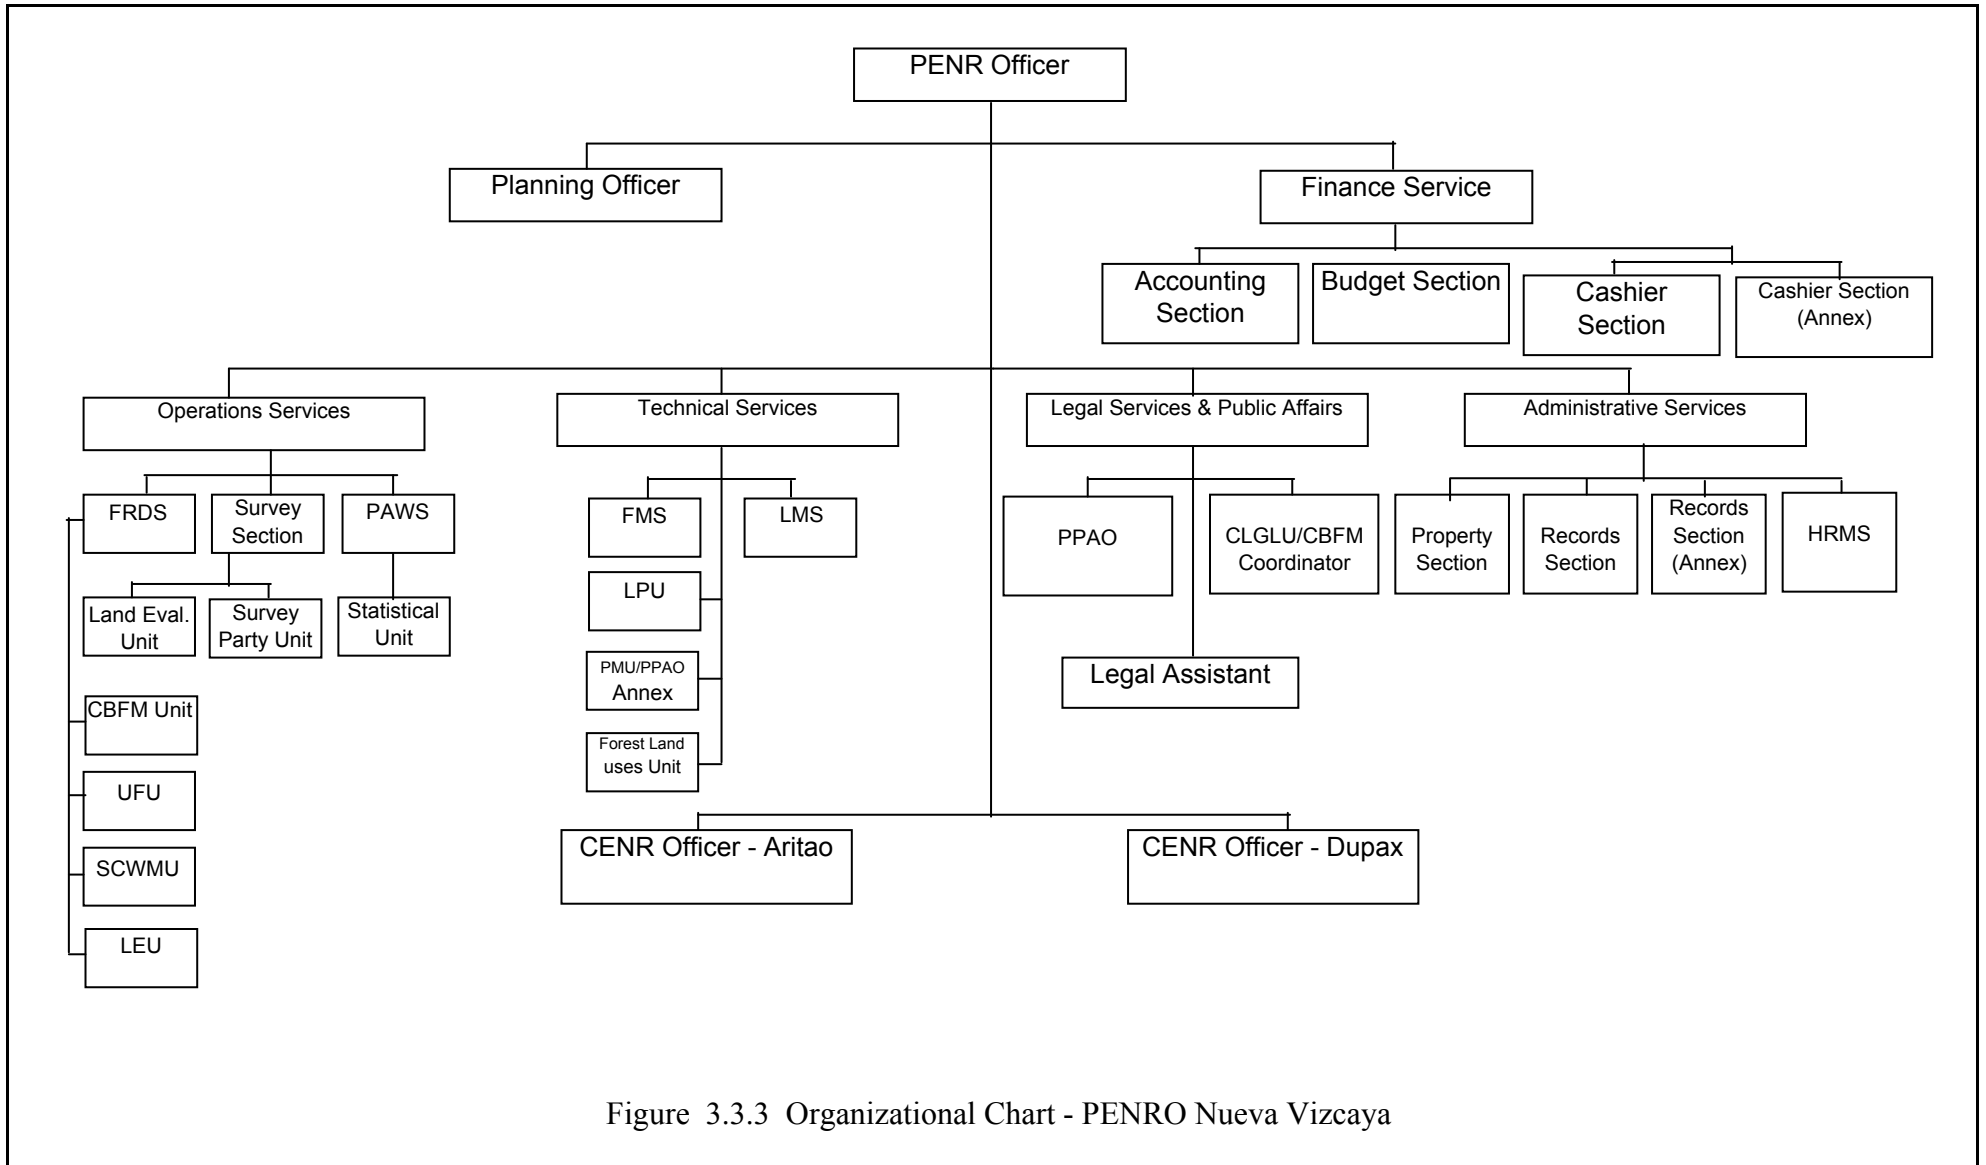 PENR Officer
Planning Officer
Finance Service
Accounting
Section
Budget Section
Cashier
Section
Cashier Section
(Annex)
Operations Services
Technical Services
Legal Services & Public Affairs
Administrative Services
FRDS
Survey
Section
PAWS
FMS
LMS
PPAO
CLGLU/CBFM
Coordinator
Property
Section
Records
Section
Records
Section
(Annex)
HRMS
Land Eval.
Unit
Survey
Party Unit
Statistical
Unit
LPU
PMU/PPAO
Annex
Legal Assistant
CBFM Unit
Forest Land
uses Unit
UFU
SCWMU
LEU
CENR Officer - Aritao
CENR Officer - Dupax
Figure 3.3.3 Organizational Chart - PENRO Nueva Vizcaya